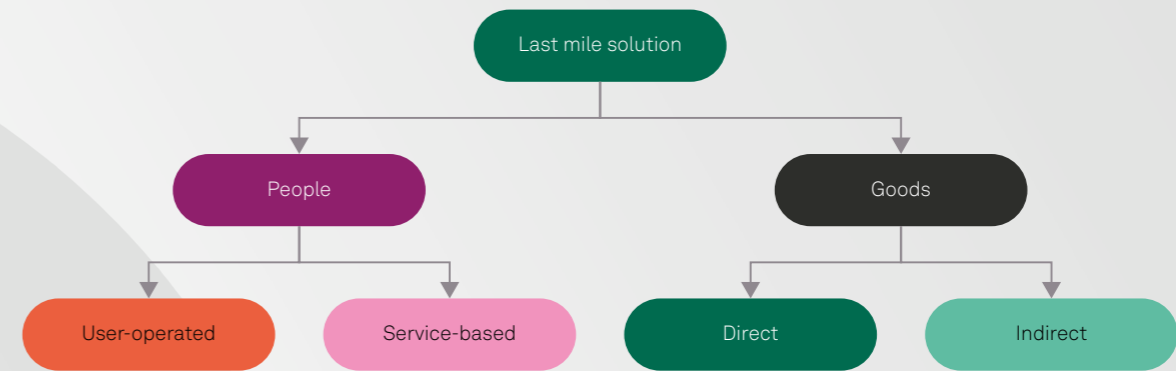 Last mile solution
People
Goods
User-operated
Service-based
Direct
Indirect